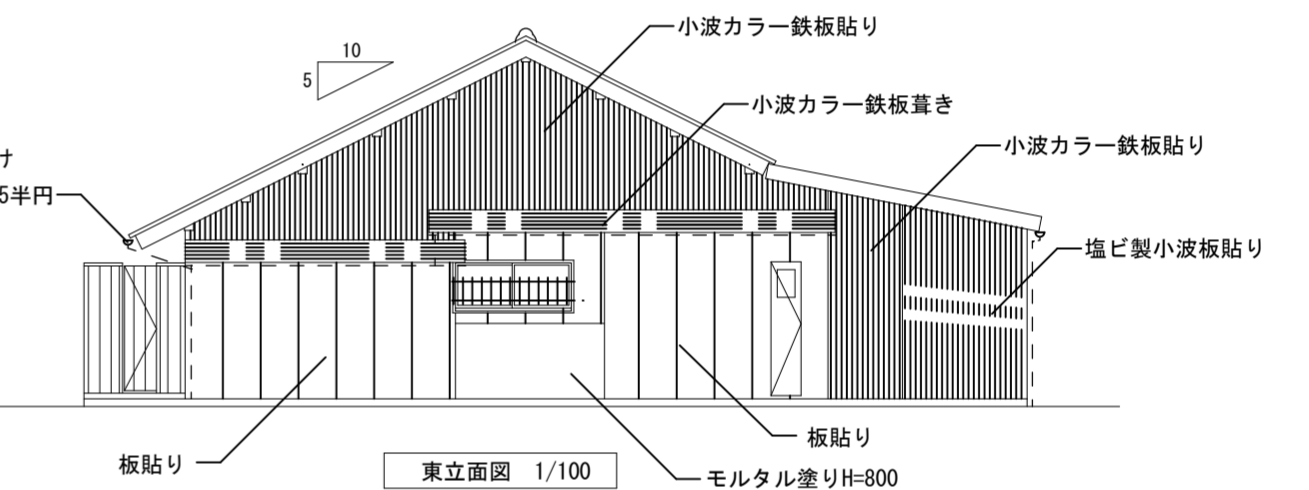 小波カラー鉄板貼り
10
5
小波カラー鉄板葺き
小波カラー鉄板貼り
け
5半円
塩ビ製小波板貼り
板貼り
板貼り
東立面図 1/100
モルタル塗りH=800